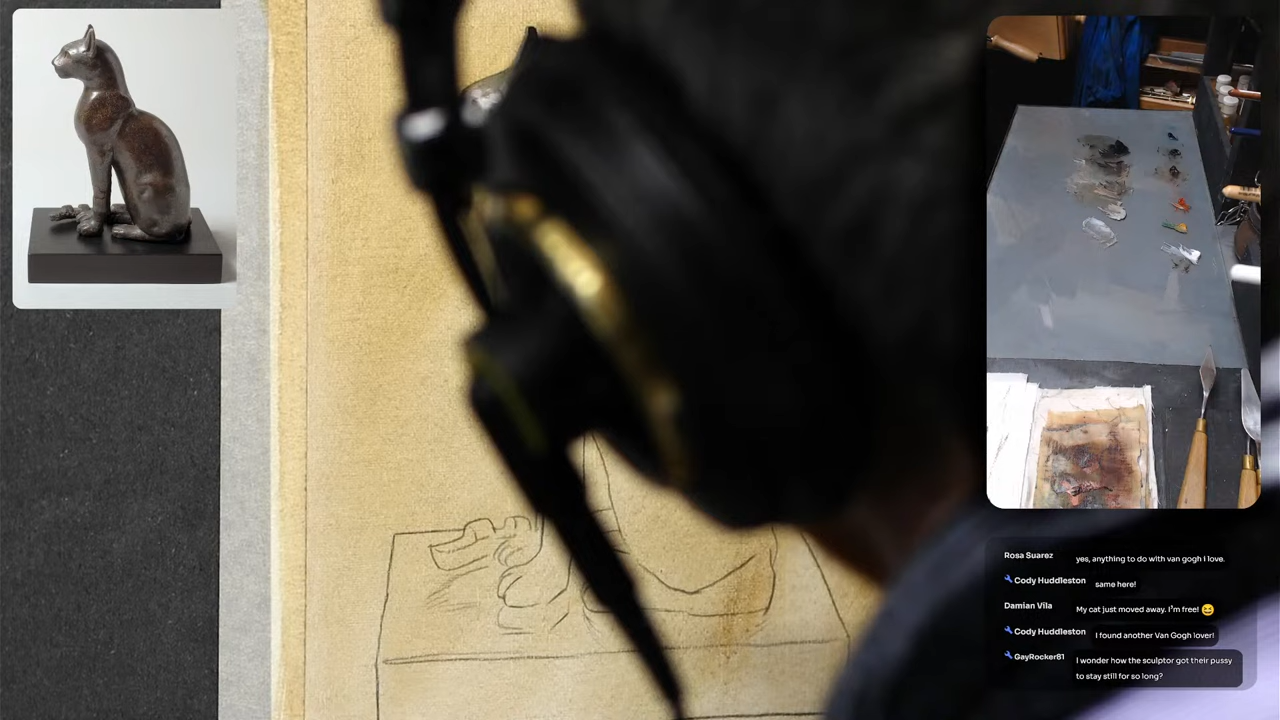 Rosa Suarez yes, anything to do with van gogh i love.
Cody Huddleston same here!
Damian Vila My cat just moved away. I'm free! 😆
Cody Huddleston I found another Van Gogh lover!
GayRocker81 I wonder how the sculptor got their pussy
to stay still for so long?